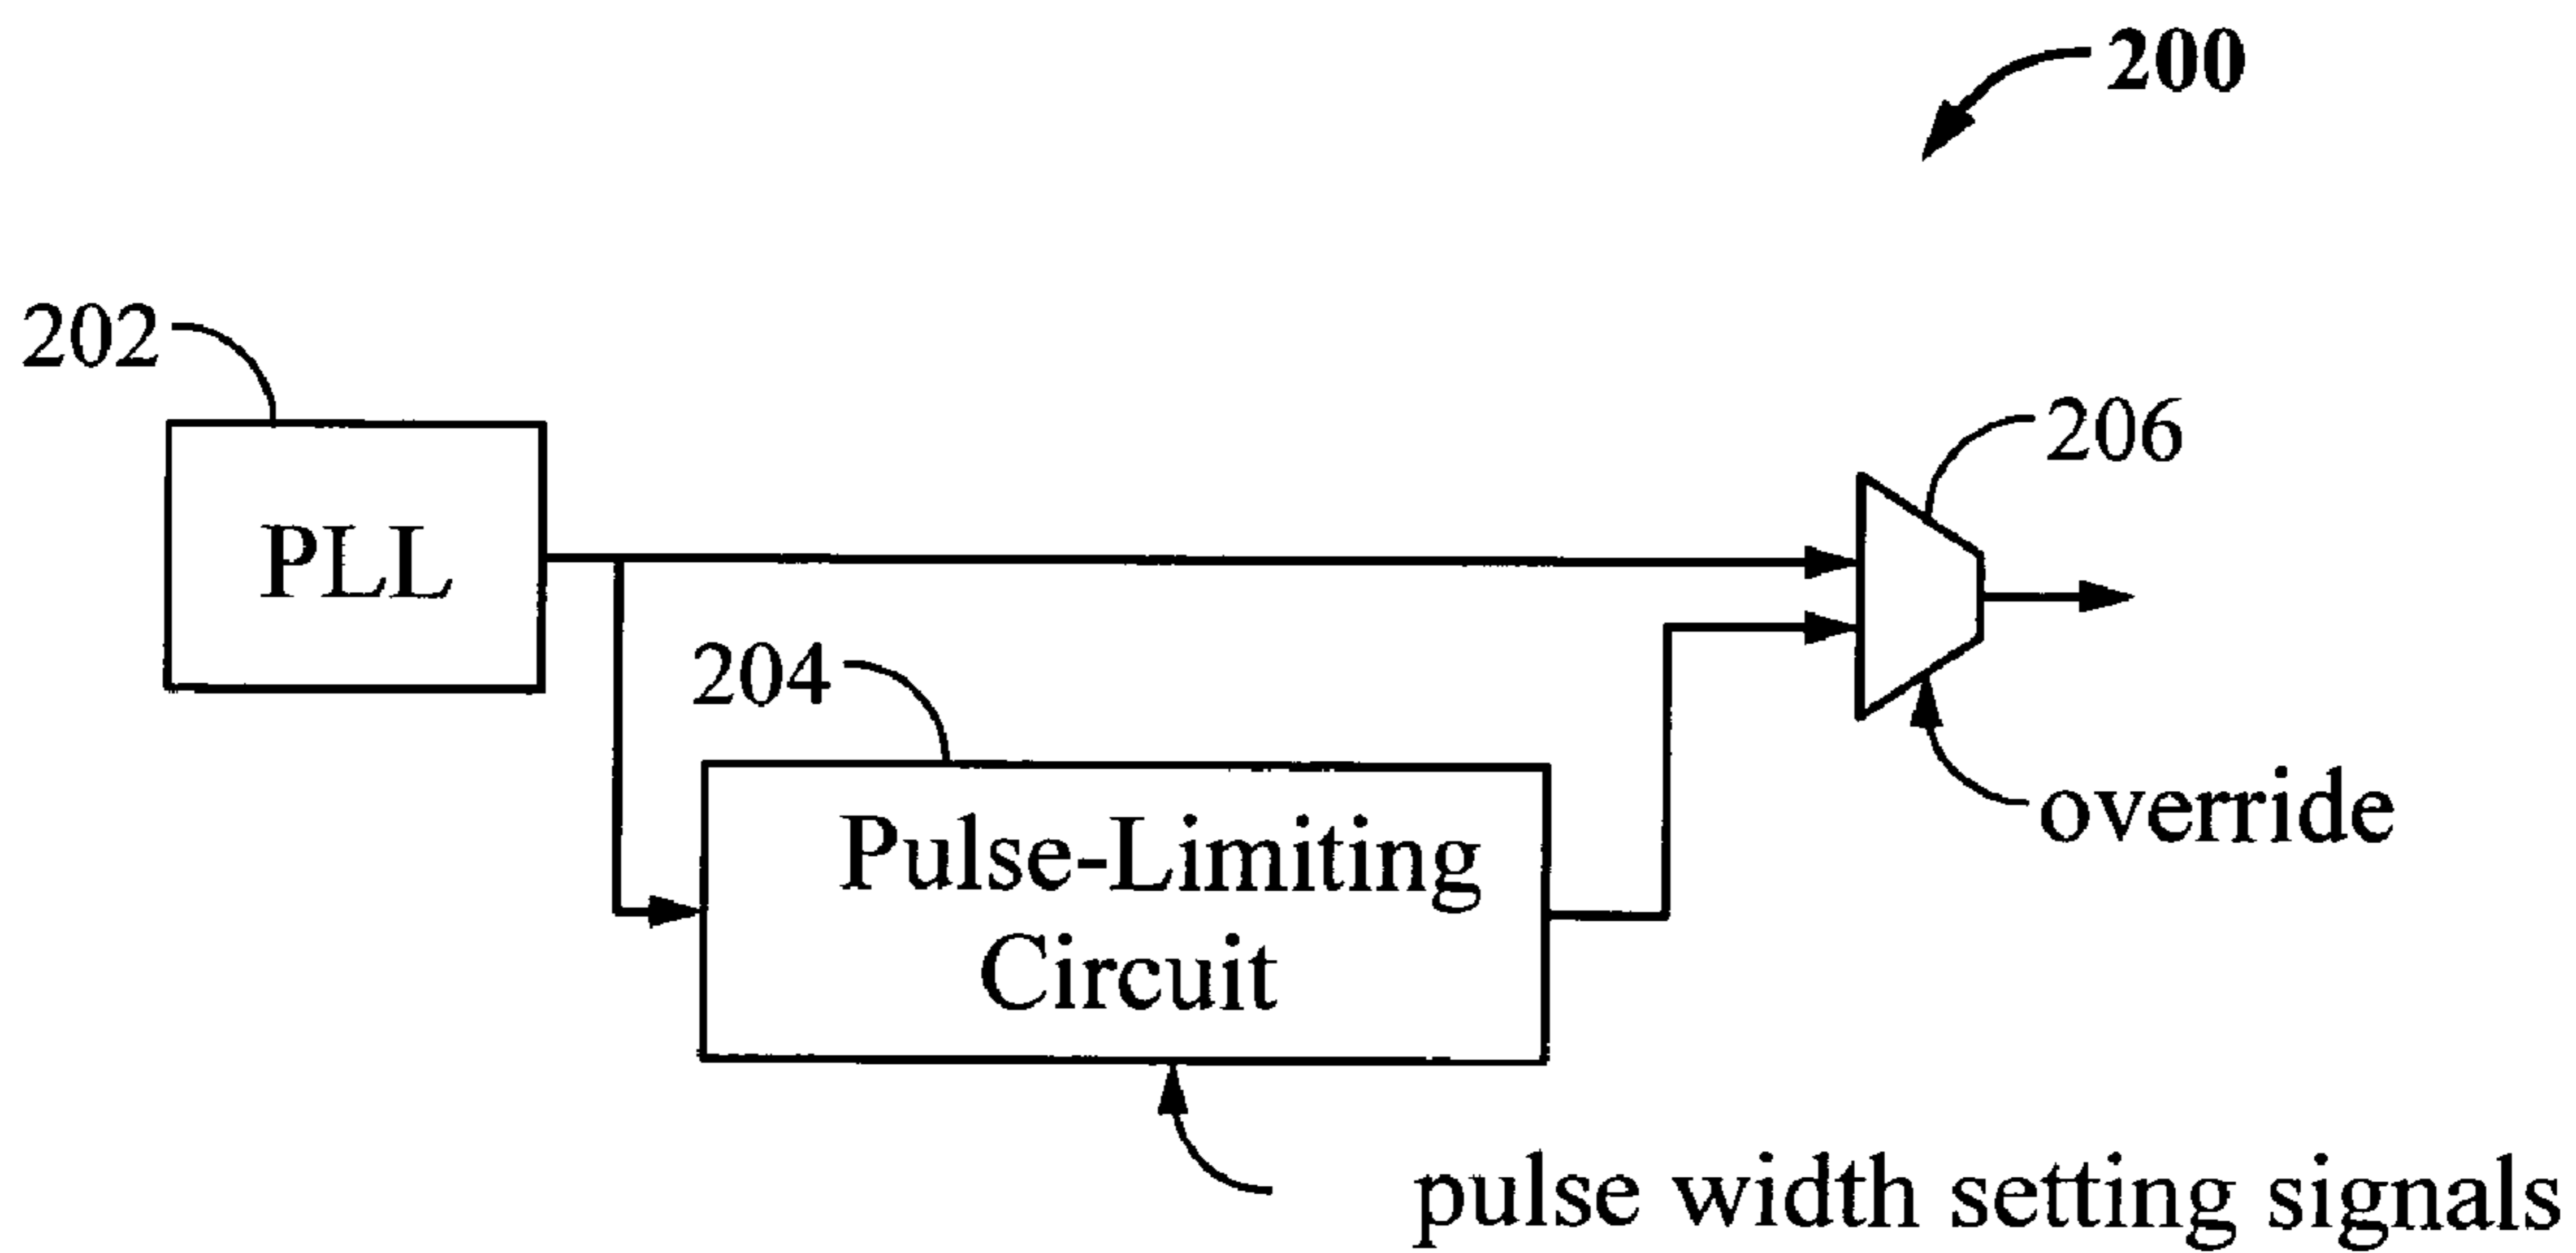 200
202
206
PLL
204
override
Pulse-Limiting
Circuit
pulse width setting signals